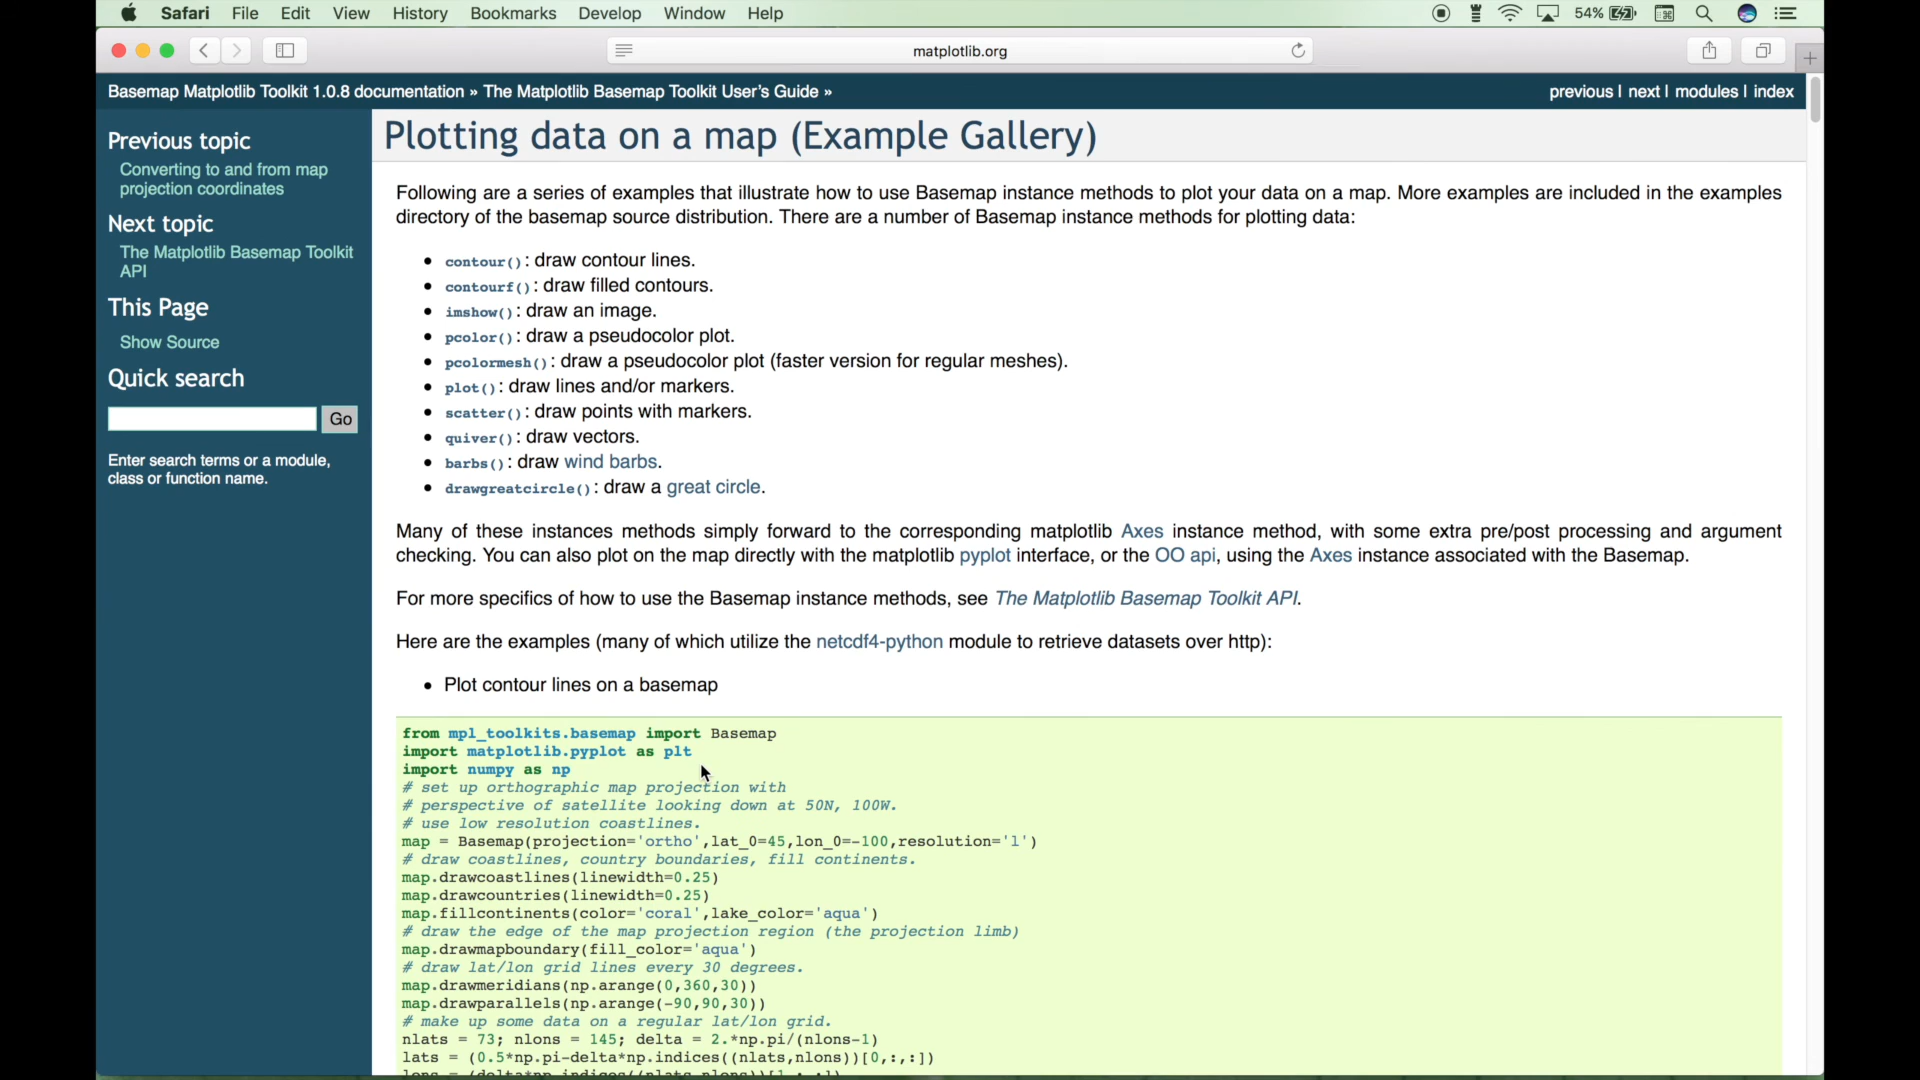 Safari File Edit View History Bookmarks Develop Window Help 54%
matplotlib.org
Basemap Matplotlib Toolkit 1.0.8 documentation » The Matplotlib Basemap Toolkit User's Guide » previous | next | modules | index
Previous topic
Converting to and from map
projection coordinates
Next topic
The Matplotlib Basemap Toolkit
API
This Page
Show Source
Quick search
Go
Enter search terms or a module,
class or function name.
Plotting data on a map (Example Gallery)
Following are a series of examples that illustrate how to use Basemap instance methods to plot your data on a map. More examples are included in the examples
directory of the basemap source distribution. There are a number of Basemap instance methods for plotting data:
• contour(): draw contour lines.
• contourf(): draw filled contours.
• imshow(): draw an image.
• pcolor(): draw a pseudocolor plot.
• pcolormesh(): draw a pseudocolor plot (faster version for regular meshes).
• plot(): draw lines and/or markers.
• scatter(): draw points with markers.
• quiver(): draw vectors.
• barbs(): draw wind barbs.
• drawgreatcircle(): draw a great circle.
Many of these instances methods simply forward to the corresponding matplotlib Axes instance method, with some extra pre/post processing and argument
checking. You can also plot on the map directly with the matplotlib pyplot interface, or the OO api, using the Axes instance associated with the Basemap.
For more specifics of how to use the Basemap instance methods, see The Matplotlib Basemap Toolkit API.
Here are the examples (many of which utilize the netcdf4-python module to retrieve datasets over http):
• Plot contour lines on a basemap
from mpl_toolkits.basemap import Basemap
import matplotlib.pyplot as plt
import numpy as np
# set up orthographic map projection with
# perspective of satellite looking down at 50N, 100W.
# use low resolution coastlines.
map = Basemap(projection='ortho',lat_0=45,lon_0=-100,resolution='l')
# draw coastlines, country boundaries, fill continents.
map.drawcoastlines(linewidth=0.25)
map.drawcountries(linewidth=0.25)
map.fillcontinents(color='coral',lake_color='aqua')
# draw the edge of the map projection region (the projection limb)
map.drawmapboundary(fill_color='aqua')
# draw lat/lon grid lines every 30 degrees.
map.drawmeridians(np.arange(0,360,30))
map.drawparallels(np.arange(-90,90,30))
# make up some data on a regular lat/lon grid.
nlats = 73; nlons = 145; delta = 2.*np.pi/(nlons-1)
lats = (0.5*np.pi-delta*np.indices((nlats,nlons))[0,:,:])
lons = (delta*np.indices((nlats,nlons))[1,:,:])